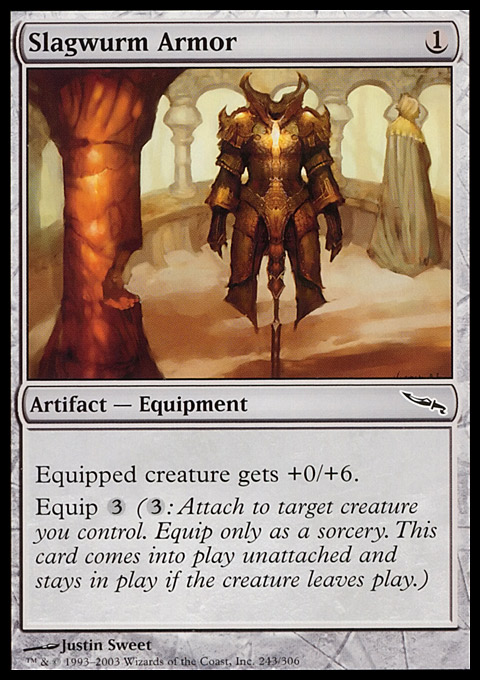 Slagwurm Armor 1
Artifact — Equipment
Equipped creature gets +0/+6.
Equip 3 (3: Attach to target creature
you control. Equip only as a sorcery. This
card comes into play unattached and
stays in play if the creature leaves play.)
Justin Sweet
™ & © 1993–2003 Wizards of the Coast, Inc. 243/306